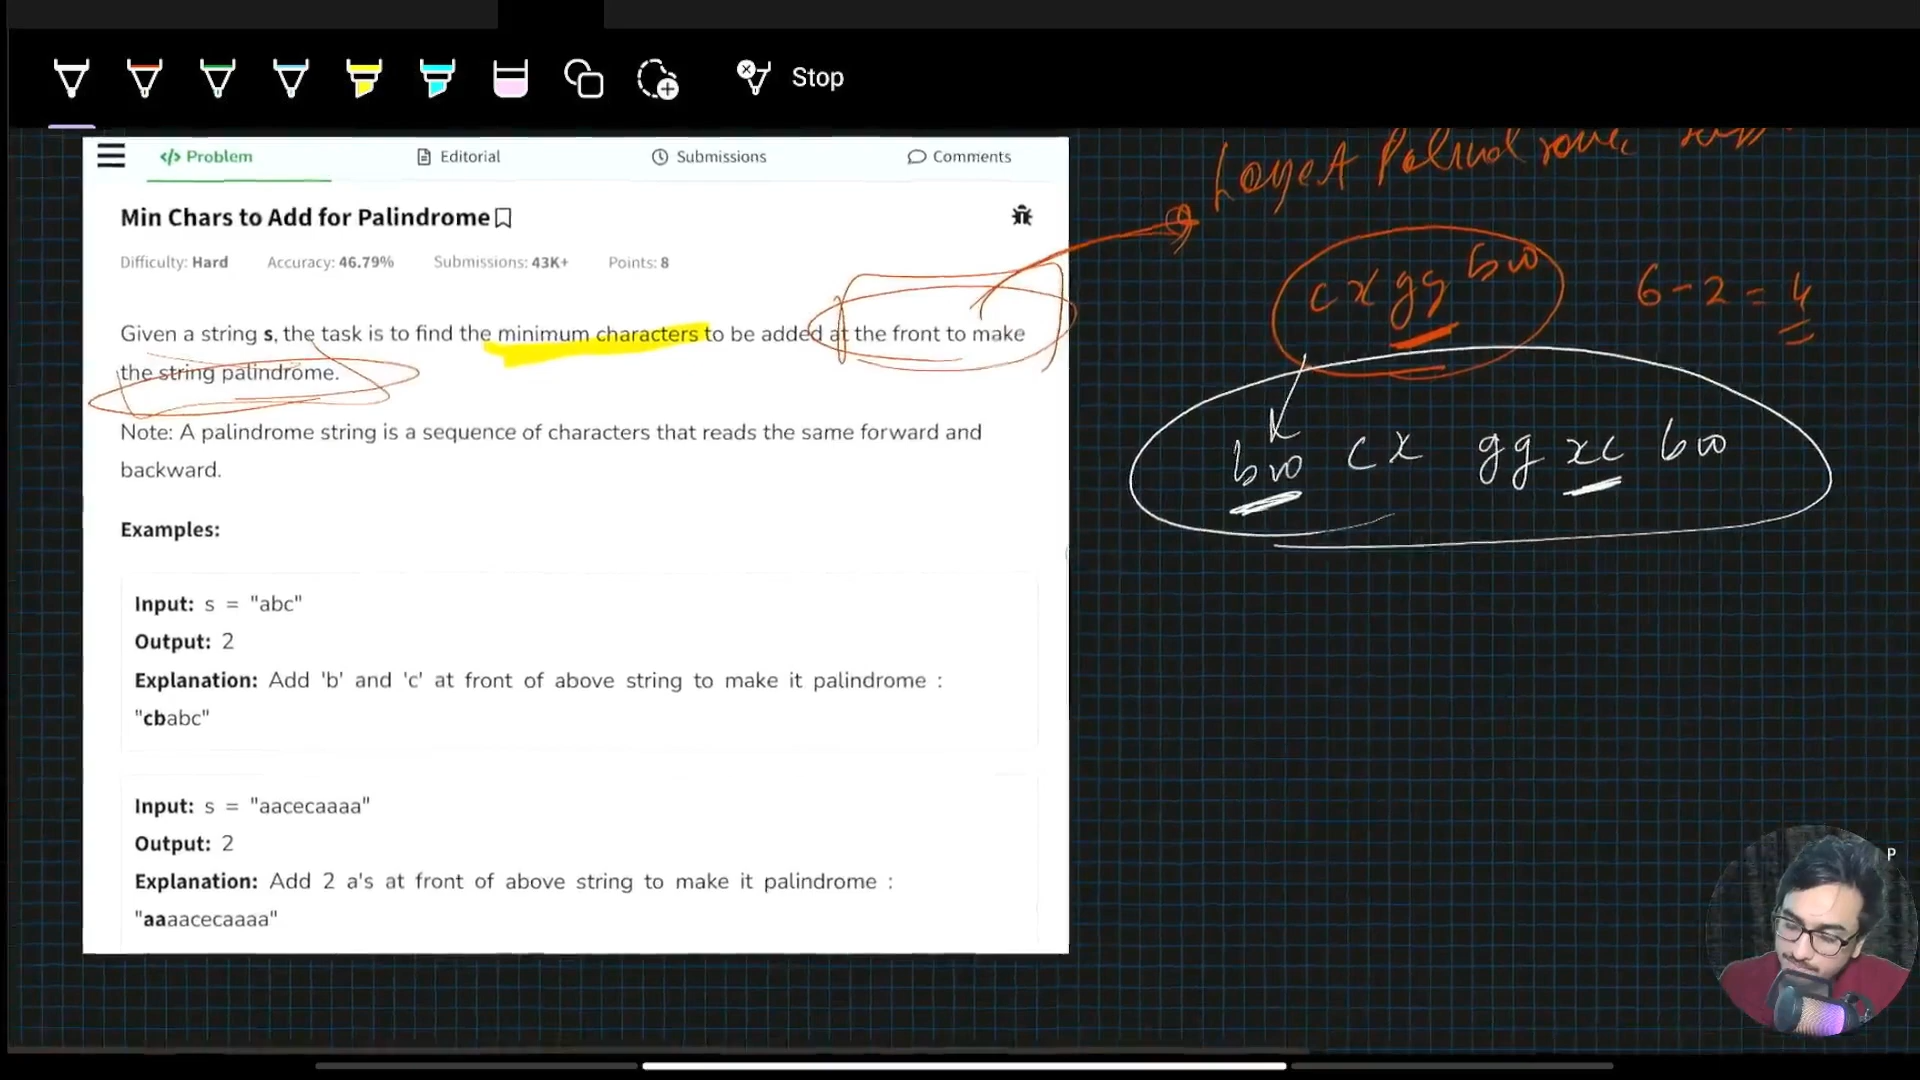 Stop
Problem Editorial Submissions Comments
Min Chars to Add for Palindrome
Difficulty: Hard Accuracy: 46.79% Submissions: 43K+ Points: 8
Given a string s, the task is to find the minimum characters to be added at the front to make
the string palindrome.
Note: A palindrome string is a sequence of characters that reads the same forward and
backward.
Examples:
Input: s = "abc"
Output: 2
Explanation: Add 'b' and 'c' at front of above string to make it palindrome :
"cbabc"
Input: s = "aacecaaaa"
Output: 2
Explanation: Add 2 a's at front of above string to make it palindrome :
"aaaacecaaaa"
cx gg
6-2=4
cx gg xc
P